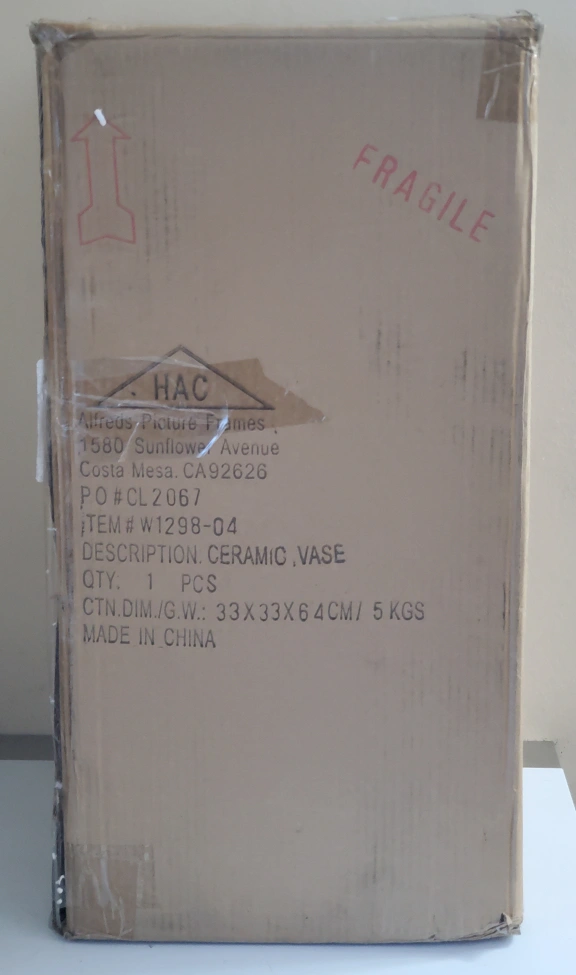 FRAGILE
HAC
Alfreds Picture Frames
1580 Sunflower Avenue
Costa Mesa. CA92626
PO#CL2067
ITEM# W1298-04
DESCRIPTION. CERAMIC .VASE
QTY: 1 PCS
CTN.DIM./G.W.: 33X33X64CM/ 5 KGS
MADE IN CHINA